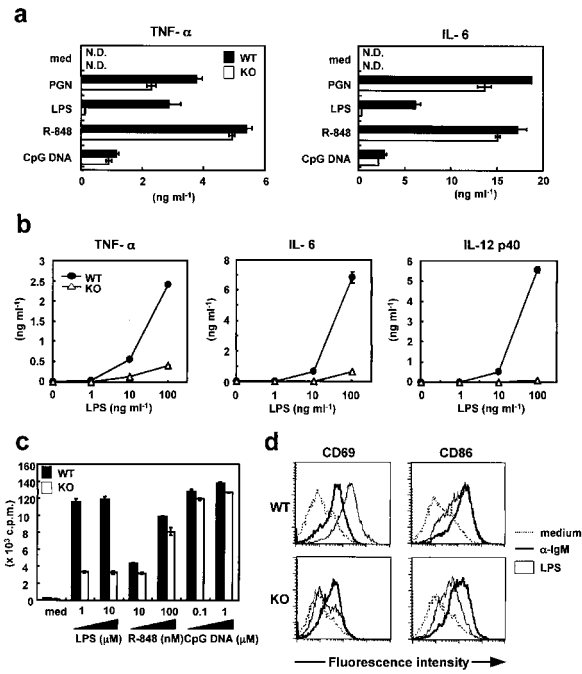 a
TNF- α
IL- 6
med
N.D.
N.D.
WT
KO
PGN
LPS
R-848
CpG DNA
0 2 4 6
(ng ml-1)
med
N.D.
N.D.
PGN
LPS
R-848
CpG DNA
0 5 10 15 20
(ng ml-1)
b
TNF- α
IL- 6
IL-12 p40
(ng ml-1)
3
2.5
2
1.5
1
0.5
0
WT
KO
0 1 10 100
LPS (ng ml-1)
(ng ml-1)
8
6
4
2
0
0 1 10 100
LPS (ng ml-1)
(ng ml-1)
6
5
4
3
2
1
0
0 1 10 100
LPS (ng ml-1)
c
(x 10³ c.p.m.)
160
140
120
100
80
60
40
20
0
WT
KO
med 1 10 10 100 0.1 1
LPS (μM) R-848 (nM) CpG DNA (μM)
d
CD69
CD86
WT
KO
medium
α-IgM
LPS
Fluorescence intensity